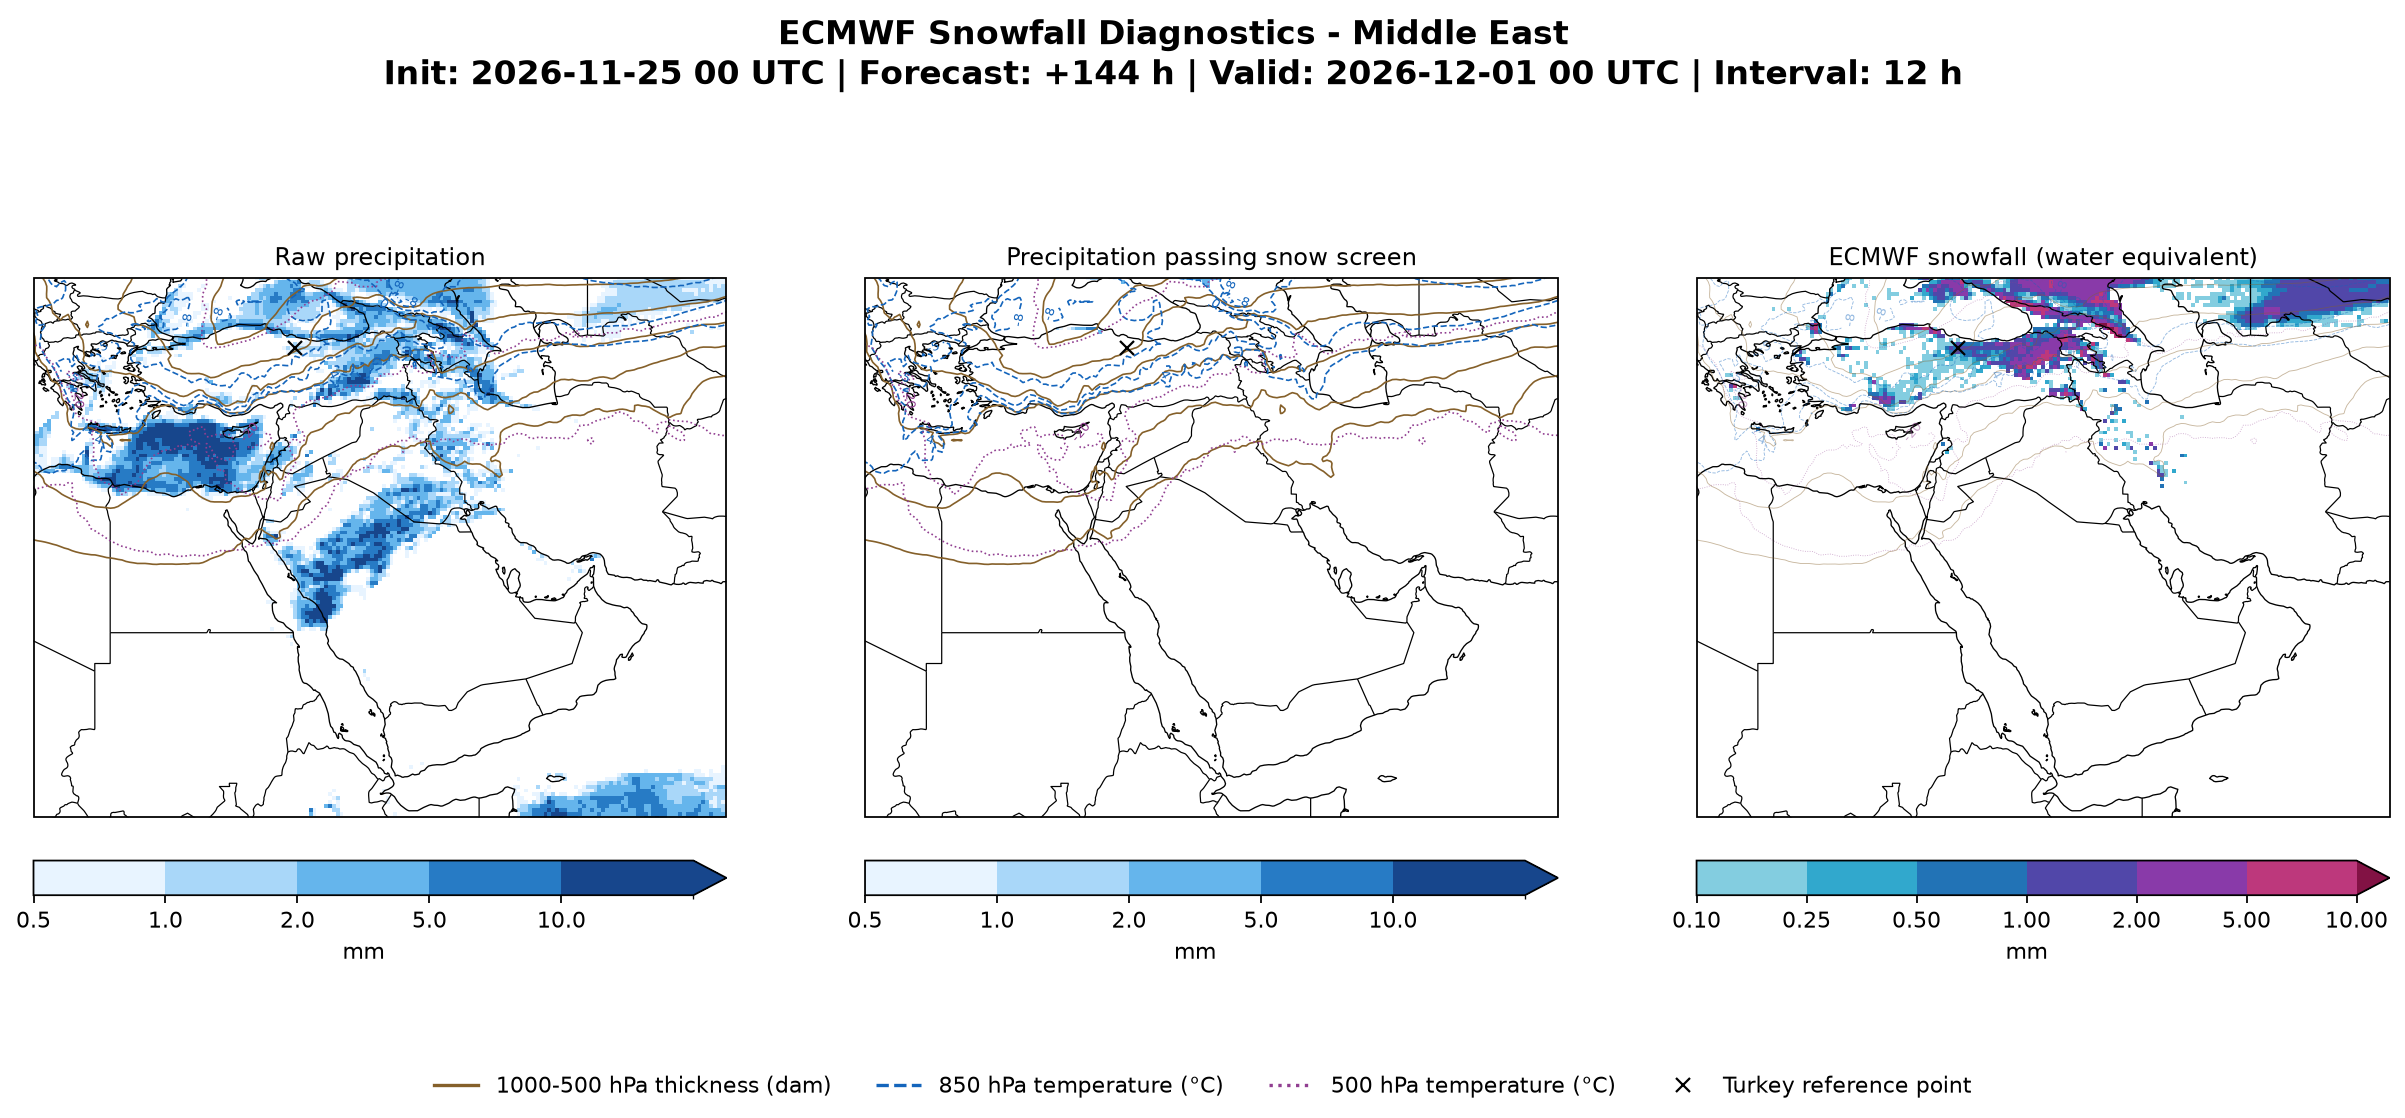 ECMWF Snowfall Diagnostics - Middle East
Init: 2026-11-25 00 UTC | Forecast: +144 h | Valid: 2026-12-01 00 UTC | Interval: 12 h
Raw precipitation
Precipitation passing snow screen
ECMWF snowfall (water equivalent)
0.5 1.0 2.0 5.0 10.0
mm
0.5 1.0 2.0 5.0 10.0
mm
0.10 0.25 0.50 1.00 2.00 5.00 10.00
mm
1000-500 hPa thickness (dam)
850 hPa temperature (°C)
500 hPa temperature (°C)
Turkey reference point